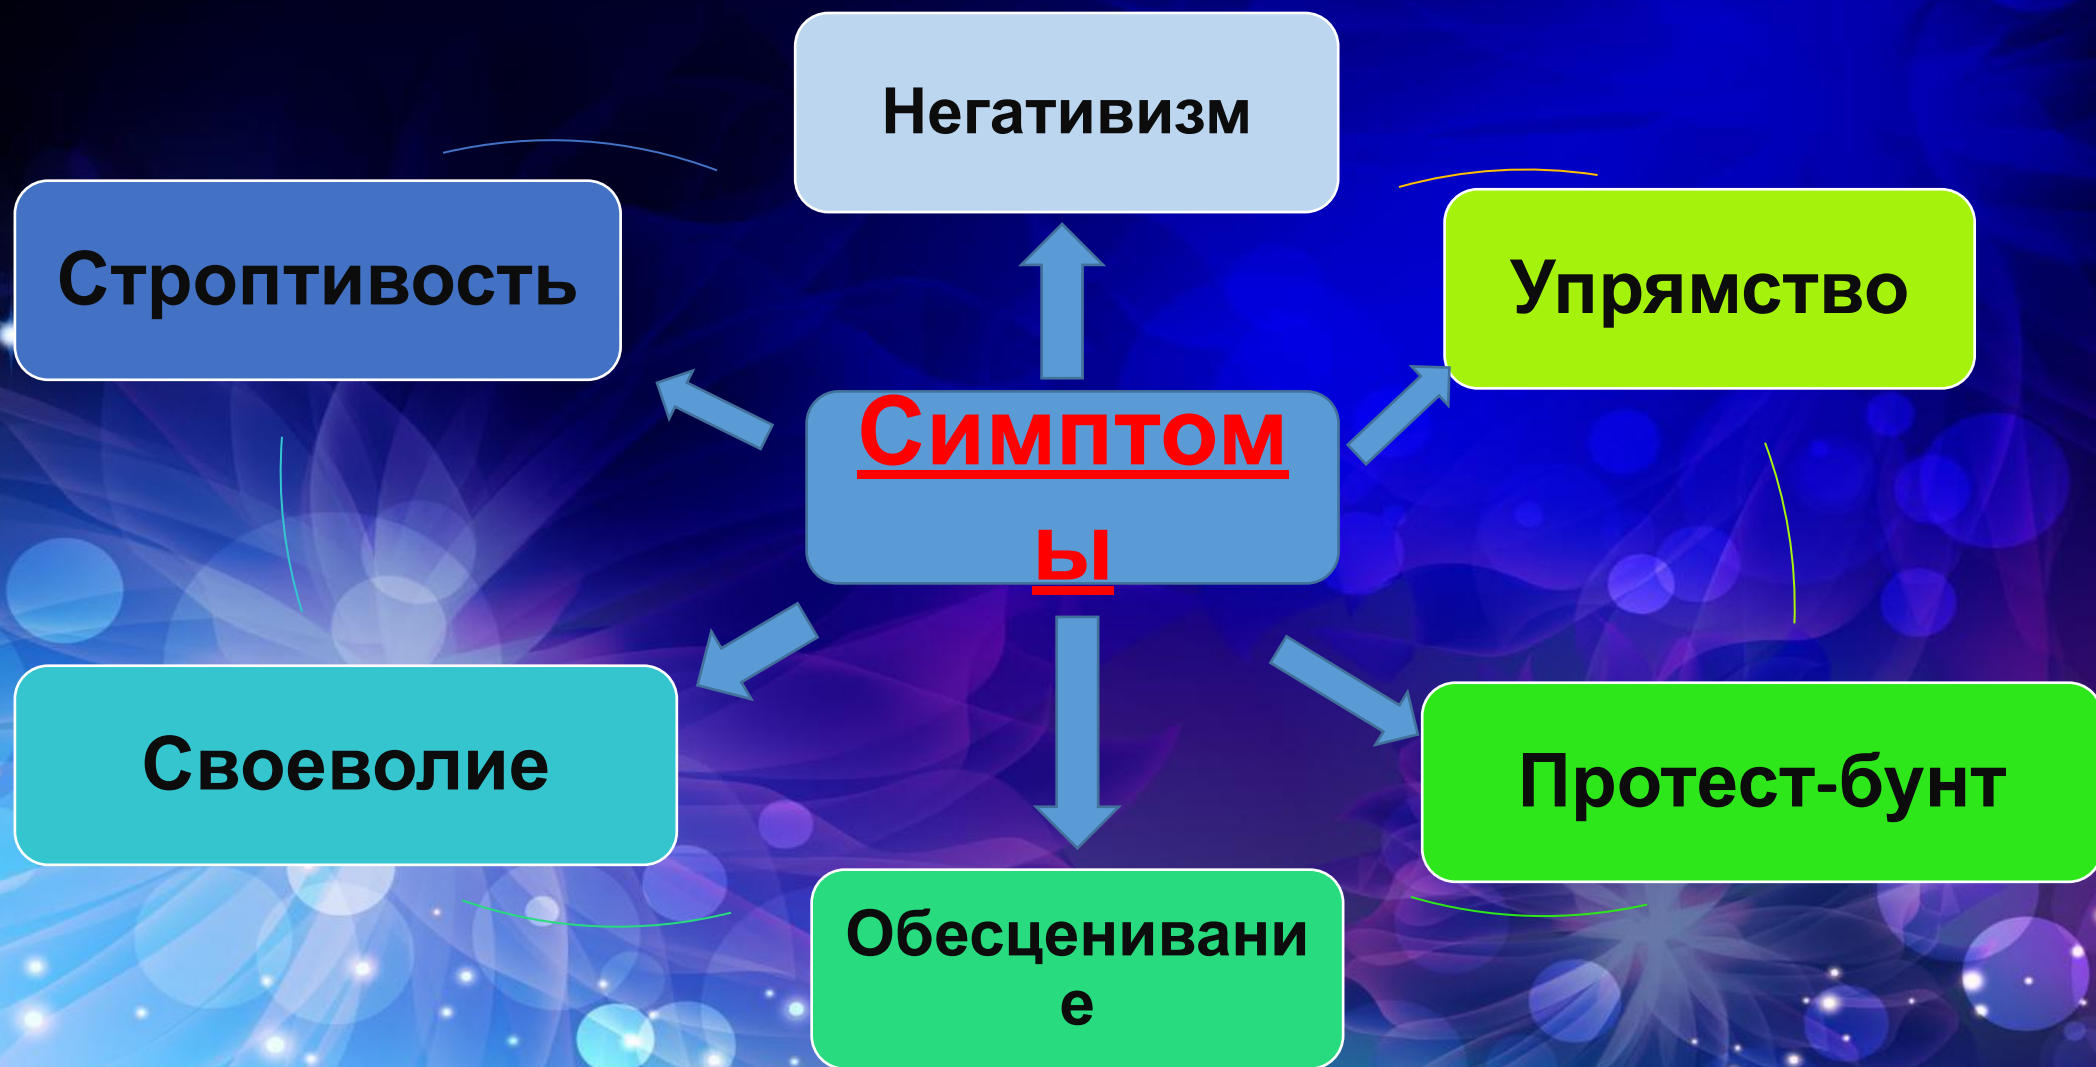 Негативизм
Строптивость
Упрямство
Симптом
ы
Своеволие
Протест-бунт
Обесценивани
е